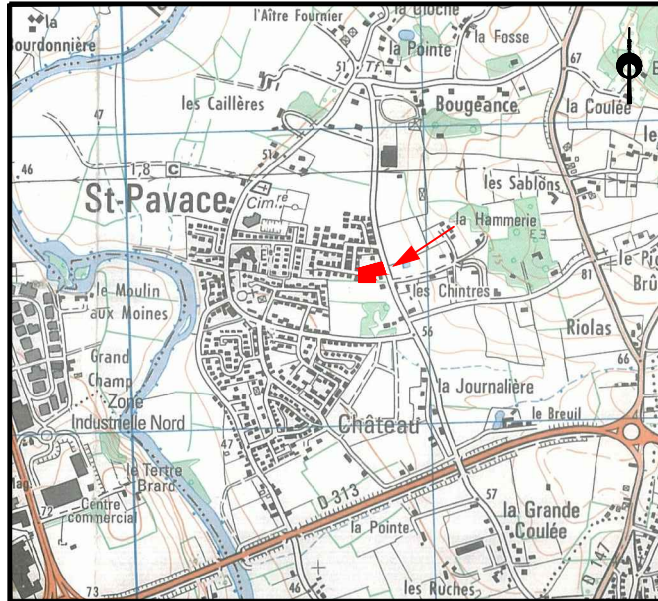 la
Bourdonnière
l'Aître Fournier
la Cloche
la Pointe
la Fosse
51
Tf
67
les Caillères
Bougeance
la Coulée
47
51
46
1,8
C
St-Pavace
Cimre
les Sablons
la Hammerie
le Moulin
aux Moines
les Chintres
81
56
Riolas
66
Grand
Champ
Zone
Industrielle Nord
la Journalière
le Breuil
Château
47
le Tertre
Brard
D 313
Centre
commercial
72
57
la Grande
Coulée
la Pointe
D 147
73
46
les Ruches